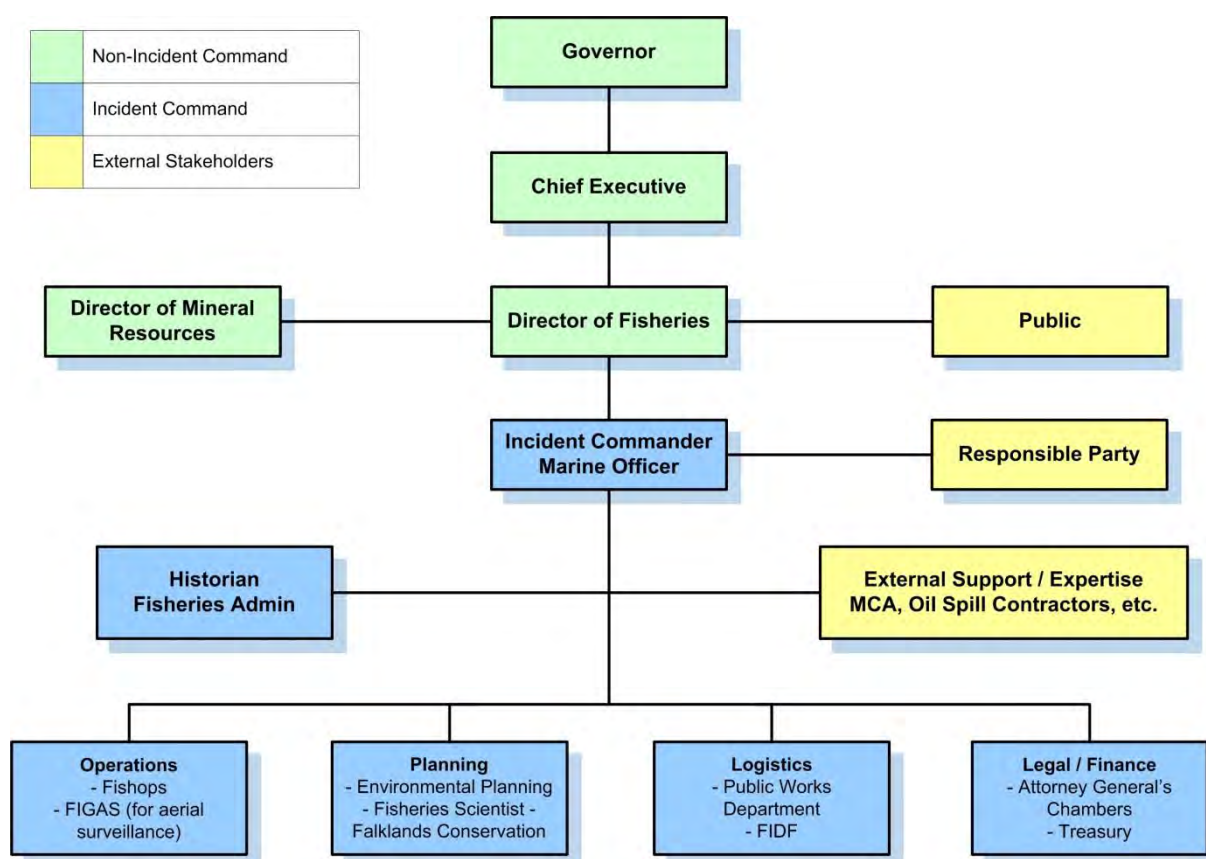 Non-Incident Command
Incident Command
External Stakeholders
Governor
Chief Executive
Director of Mineral
Resources
Director of Fisheries
Public
Incident Commander
Marine Officer
Responsible Party
Historian
Fisheries Admin
External Support / Expertise
MCA, Oil Spill Contractors, etc.
Operations
- Fishops
- FIGAS (for aerial
surveillance)
Planning
- Environmental Planning
- Fisheries Scientist -
Falklands Conservation
Logistics
- Public Works
Department
- FIDF
Legal / Finance
- Attorney General's
Chambers
- Treasury